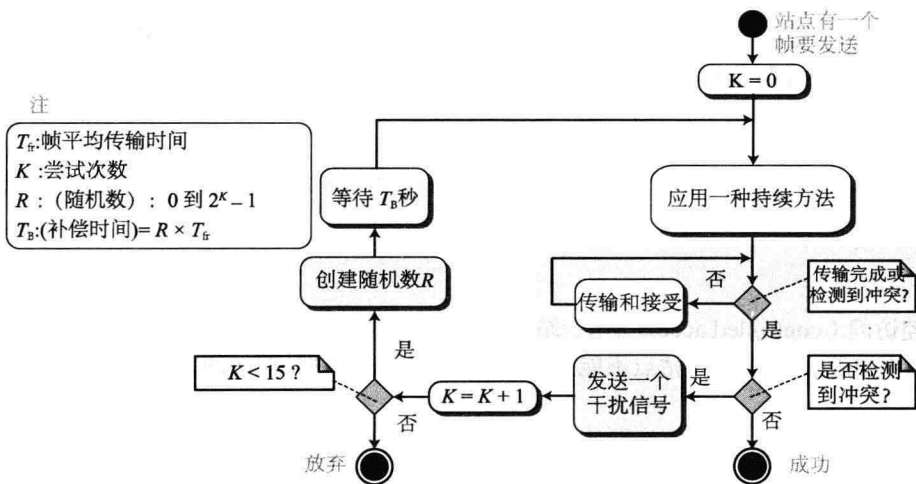 站点有一个
帧要发送
K = 0
注
T_fr:帧平均传输时间
K :尝试次数
R : (随机数) : 0 到 2^K – 1
T_B:(补偿时间)= R × T_fr
等待 T_B秒
应用一种持续方法
创建随机数R
否
传输和接受
传输完成或
检测到冲突?
是
是
K < 15 ?
否
K = K + 1
发送一个
干扰信号
是
否
是否检测
到冲突?
放弃
成功